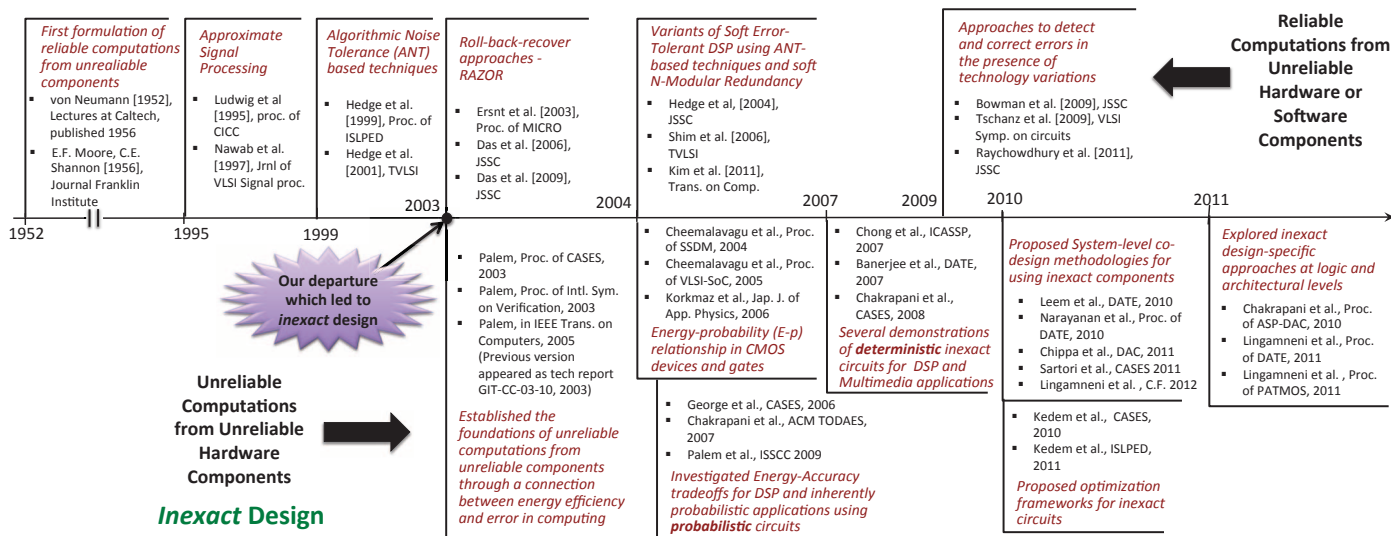 First formulation of
reliable computations
from unrealiable
components
▪ von Neumann [1952],
Lectures at Caltech,
published 1956
▪ E.F. Moore, C.E.
Shannon [1956],
Journal Franklin
Institute
Approximate
Signal
Processing
▪ Ludwig et al
[1995], proc. of
CICC
▪ Nawab et al.
[1997], Jrnl of
VLSI Signal proc.
Algorithmic Noise
Tolerance (ANT)
based techniques
▪ Hedge et al.
[1999], Proc. of
ISLPED
▪ Hedge et al.
[2001], TVLSI
Roll-back-recover
approaches -
RAZOR
▪ Ersnt et al. [2003],
Proc. of MICRO
▪ Das et al. [2006],
JSSC
▪ Das et al. [2009],
JSSC
Variants of Soft Error-
Tolerant DSP using ANT-
based techniques and soft
N-Modular Redundancy
▪ Hedge et al, [2004],
JSSC
▪ Shim et al. [2006],
TVLSI
▪ Kim et al. [2011],
Trans. on Comp.
Approaches to detect
and correct errors in
the presence of
technology variations
▪ Bowman et al. [2009], JSSC
▪ Tschanz et al. [2009], VLSI
Symp. on circuits
▪ Raychowdhury et al. [2011],
JSSC
Reliable
Computations from
Unreliable
Hardware or
Software
Components
1952
1995
1999
2003
2004
2007
2009
2010
2011
Our departure
which led to
inexact design
Unreliable
Computations
from Unreliable
Hardware
Components
Inexact Design
▪ Palem, Proc. of CASES,
2003
▪ Palem, Proc. of Intl. Sym.
on Verification, 2003
▪ Palem, in IEEE Trans. on
Computers, 2005
(Previous version
appeared as tech report
GIT-CC-03-10, 2003)
Established the
foundations of unreliable
computations from
unreliable components
through a connection
between energy efficiency
and error in computing
▪ Cheemalavagu et al., Proc.
of SSDM, 2004
▪ Cheemalavagu et al., Proc.
of VLSI-SoC, 2005
▪ Korkmaz et al., Jap. J. of
App. Physics, 2006
Energy-probability (E-p)
relationship in CMOS
devices and gates
▪ George et al., CASES, 2006
▪ Chakrapani et al., ACM TODAES,
2007
▪ Palem et al., ISSCC 2009
Investigated Energy-Accuracy
tradeoffs for DSP and inherently
probabilistic applications using
probabilistic circuits
▪ Chong et al., ICASSP,
2007
▪ Banerjee et al., DATE,
2007
▪ Chakrapani et al.,
CASES, 2008
Several demonstrations
of deterministic inexact
circuits for DSP and
Multimedia applications
Proposed System-level co-
design methodologies for
using inexact components
▪ Leem et al., DATE, 2010
▪ Narayanan et al., Proc. of
DATE, 2010
▪ Chippa et al., DAC, 2011
▪ Sartori et al., CASES 2011
▪ Lingamneni et al. , C.F. 2012
▪ Kedem et al., CASES,
2010
▪ Kedem et al., ISLPED,
2011
Proposed optimization
frameworks for inexact
circuits
Explored inexact
design-specific
approaches at logic and
architectural levels
▪ Chakrapani et al., Proc.
of ASP-DAC, 2010
▪ Lingamneni et al., Proc.
of DATE, 2011
▪ Lingamneni et al., Proc.
of PATMOS, 2011